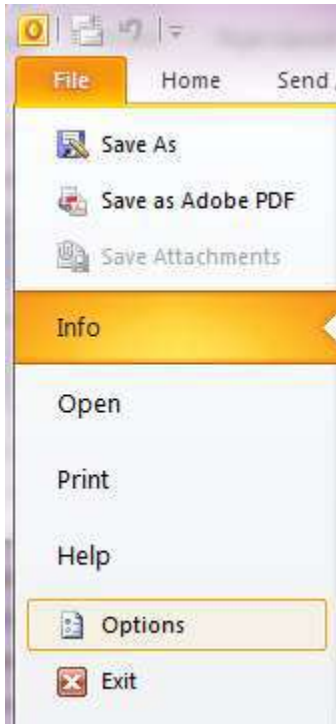 File Home Send
Save As
Save as Adobe PDF
Save Attachments
Info
Open
Print
Help
Options
Exit